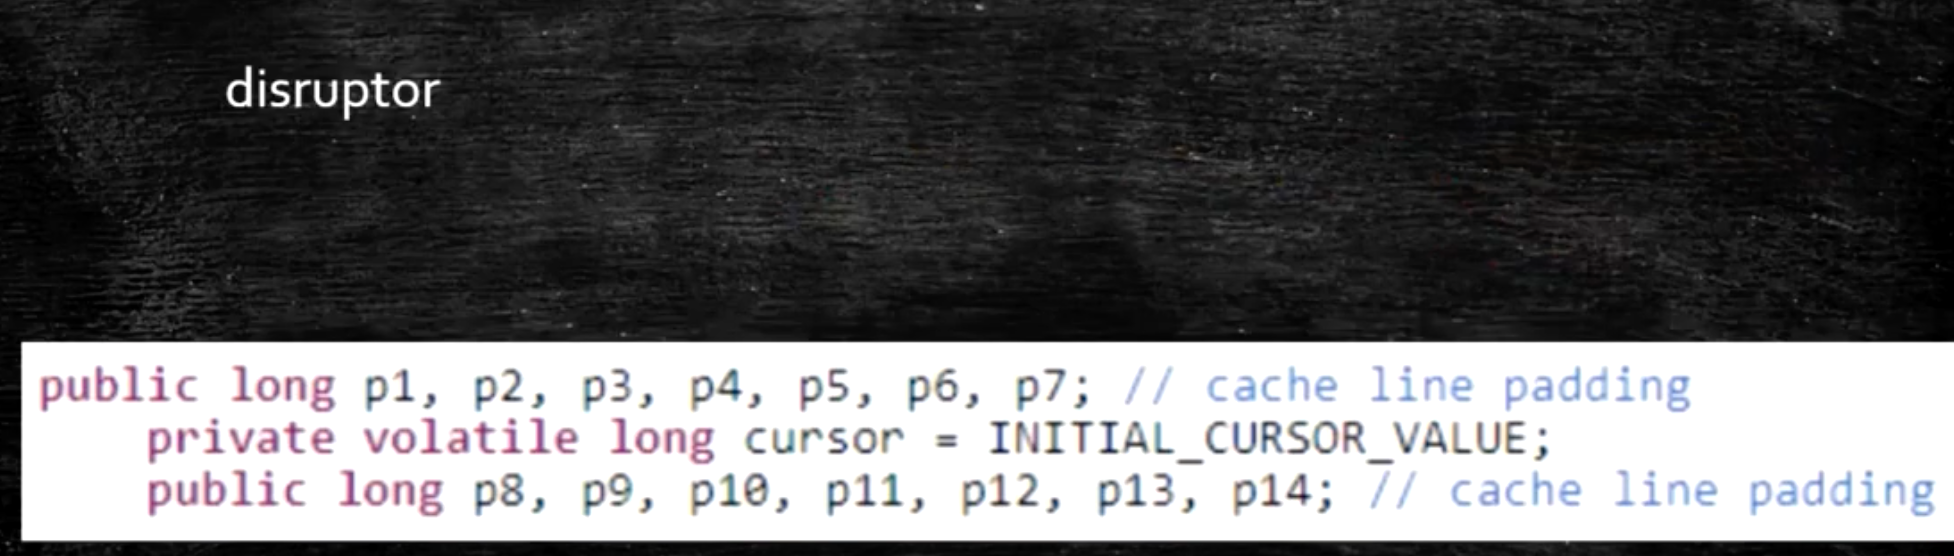 disruptor
public long p1, p2, p3, p4, p5, p6, p7; // cache line padding
private volatile long cursor = INITIAL_CURSOR_VALUE;
public long p8, p9, p10, p11, p12, p13, p14; // cache line padding